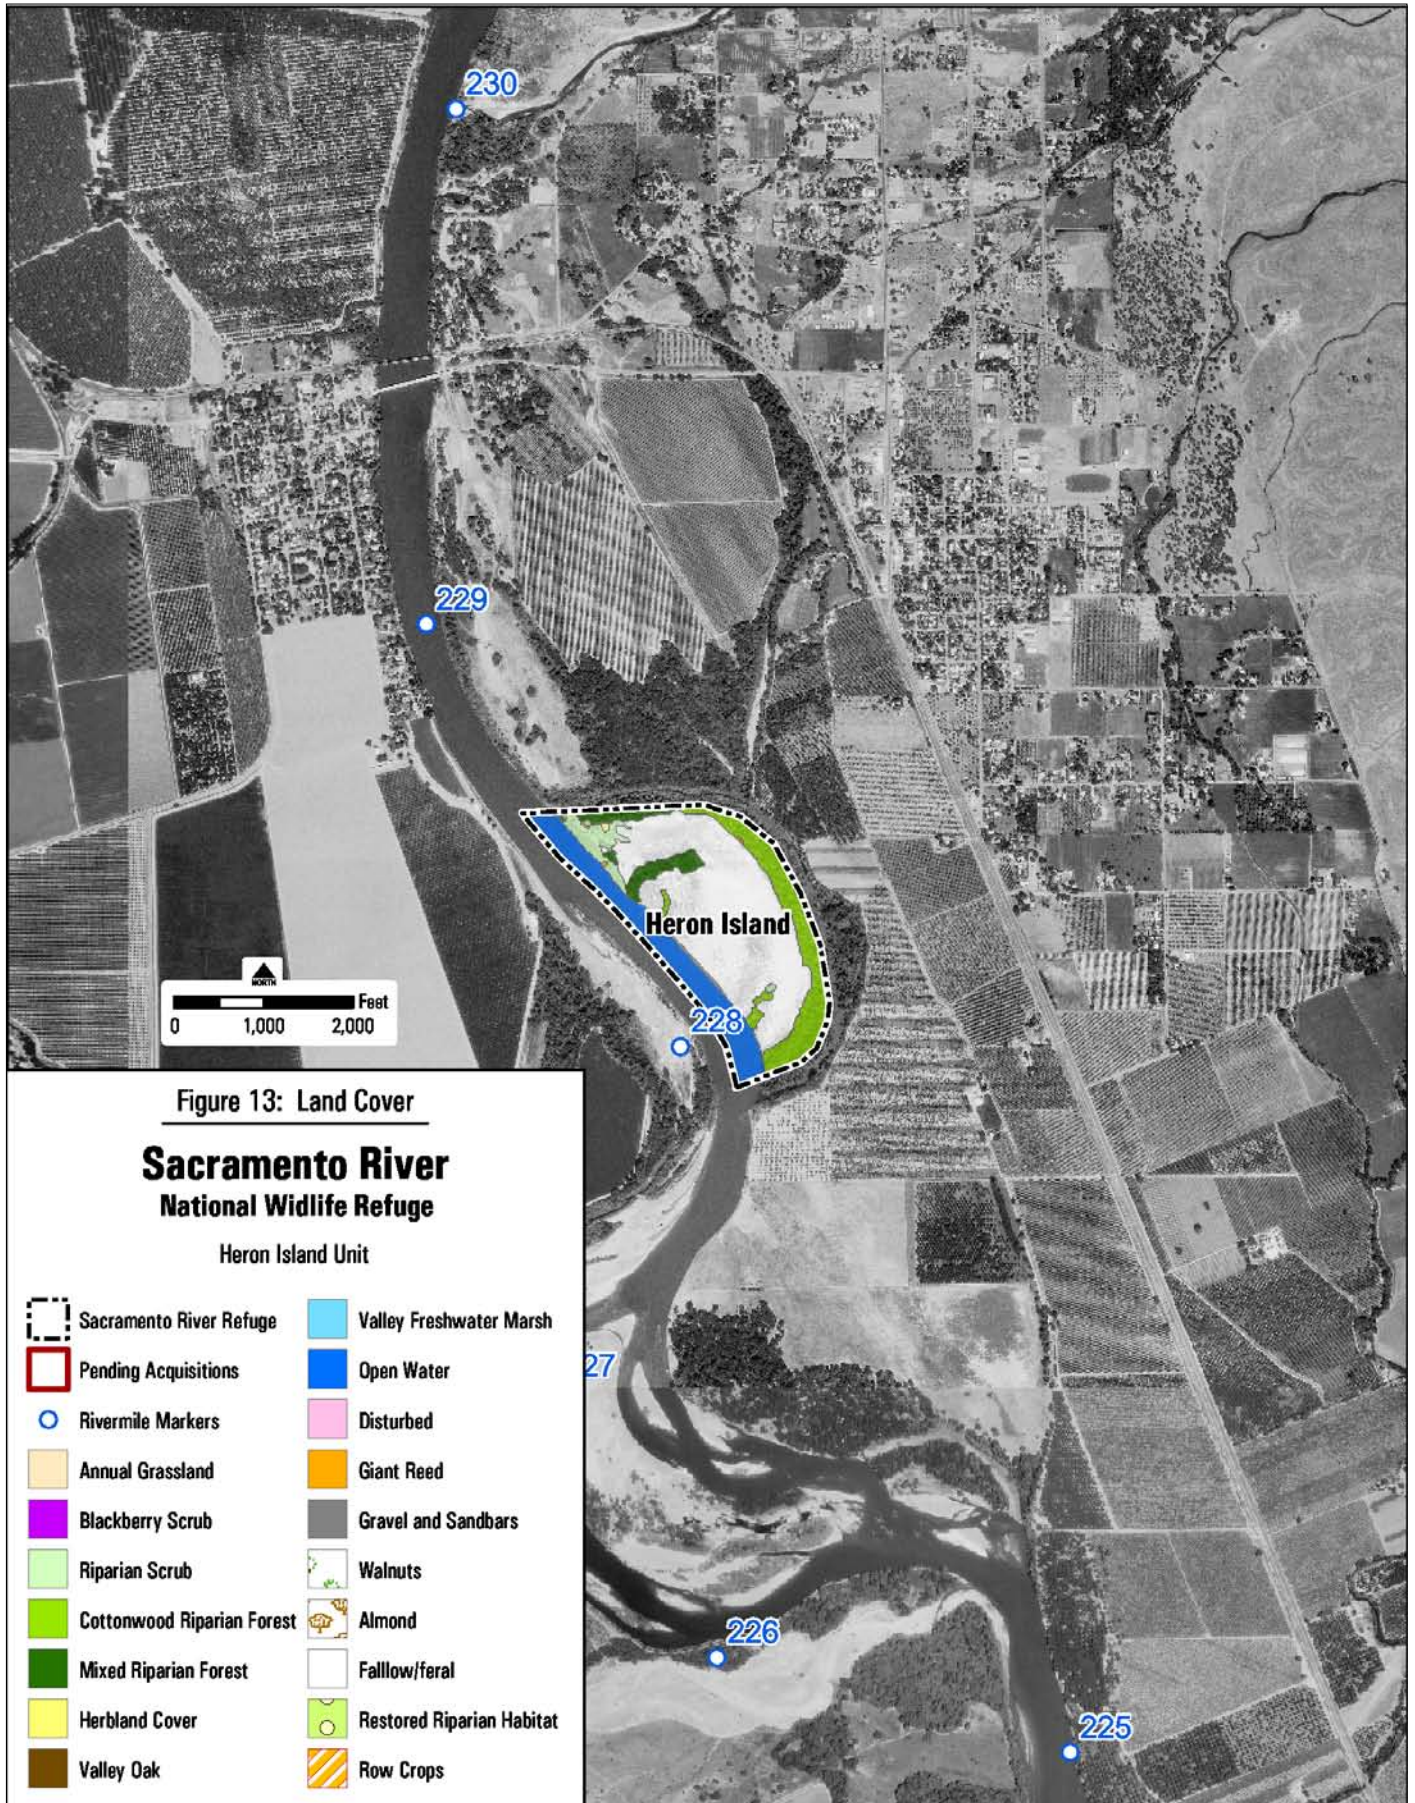 230
229
Heron Island
228
NORTH
Feet
0 1,000 2,000
Figure 13: Land Cover
Sacramento River
National Widlife Refuge
Heron Island Unit
Sacramento River Refuge
Pending Acquisitions
Rivermile Markers
Annual Grassland
Blackberry Scrub
Riparian Scrub
Cottonwood Riparian Forest
Mixed Riparian Forest
Herbland Cover
Valley Oak
Valley Freshwater Marsh
Open Water
Disturbed
Giant Reed
Gravel and Sandbars
Walnuts
Almond
Falllow/feral
Restored Riparian Habitat
Row Crops
27
226
225